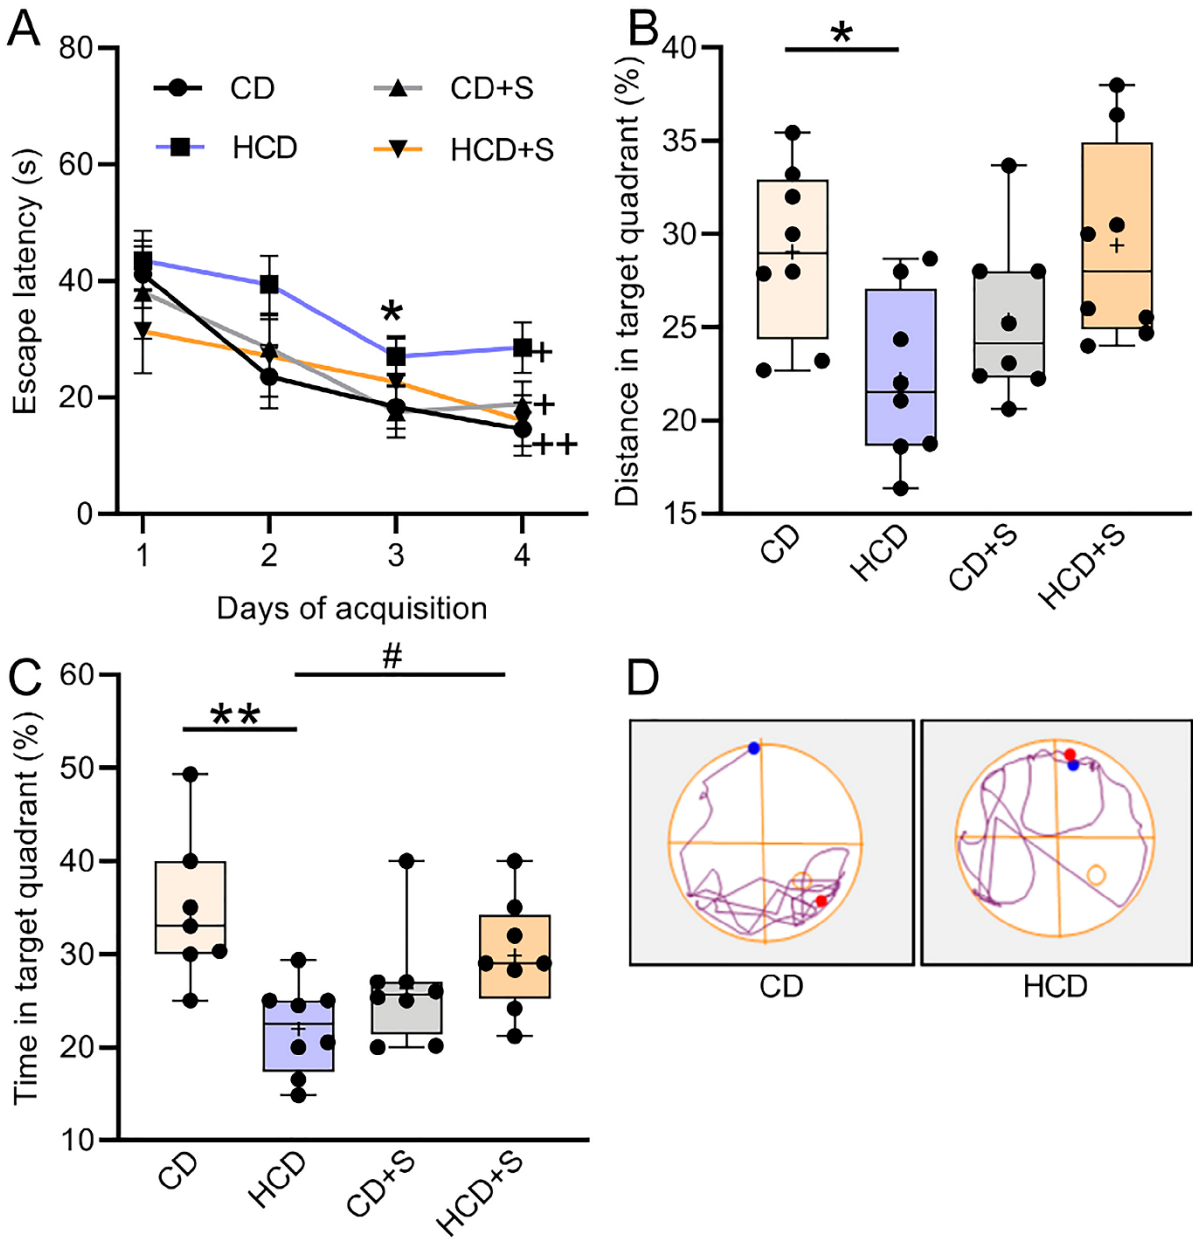 A
80
60
40
20
0
Escape latency (s)
CD
CD+S
HCD
HCD+S
*
+
+
++
1 2 3 4
Days of acquisition
B
40
35
30
25
20
15
Distance in target quadrant (%)
*
CD HCD CD+S HCD+S
C
60
50
40
30
20
10
Time in target quadrant (%)
**
#
CD HCD CD+S HCD+S
D
CD HCD